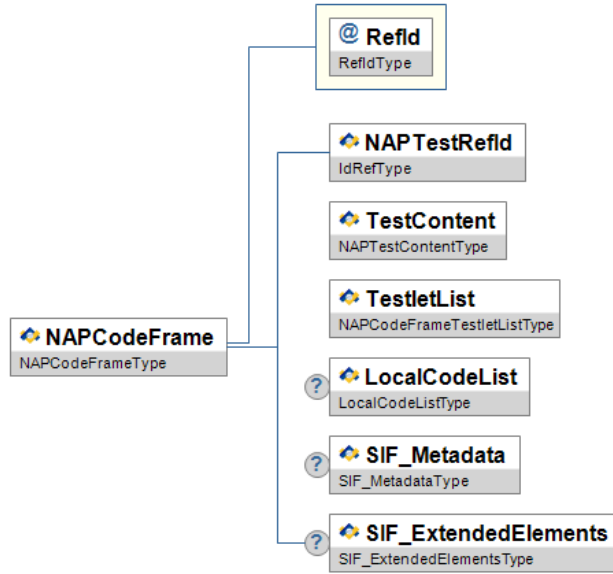 @ RefId
RefIdType
NAPTestRefId
IdRefType
TestContent
NAPTestContentType
TestletList
NAPCodeFrameTestletListType
NAPCodeFrame
NAPCodeFrameType
? LocalCodeList
LocalCodeListType
? SIF_Metadata
SIF_MetadataType
? SIF_ExtendedElements
SIF_ExtendedElementsType